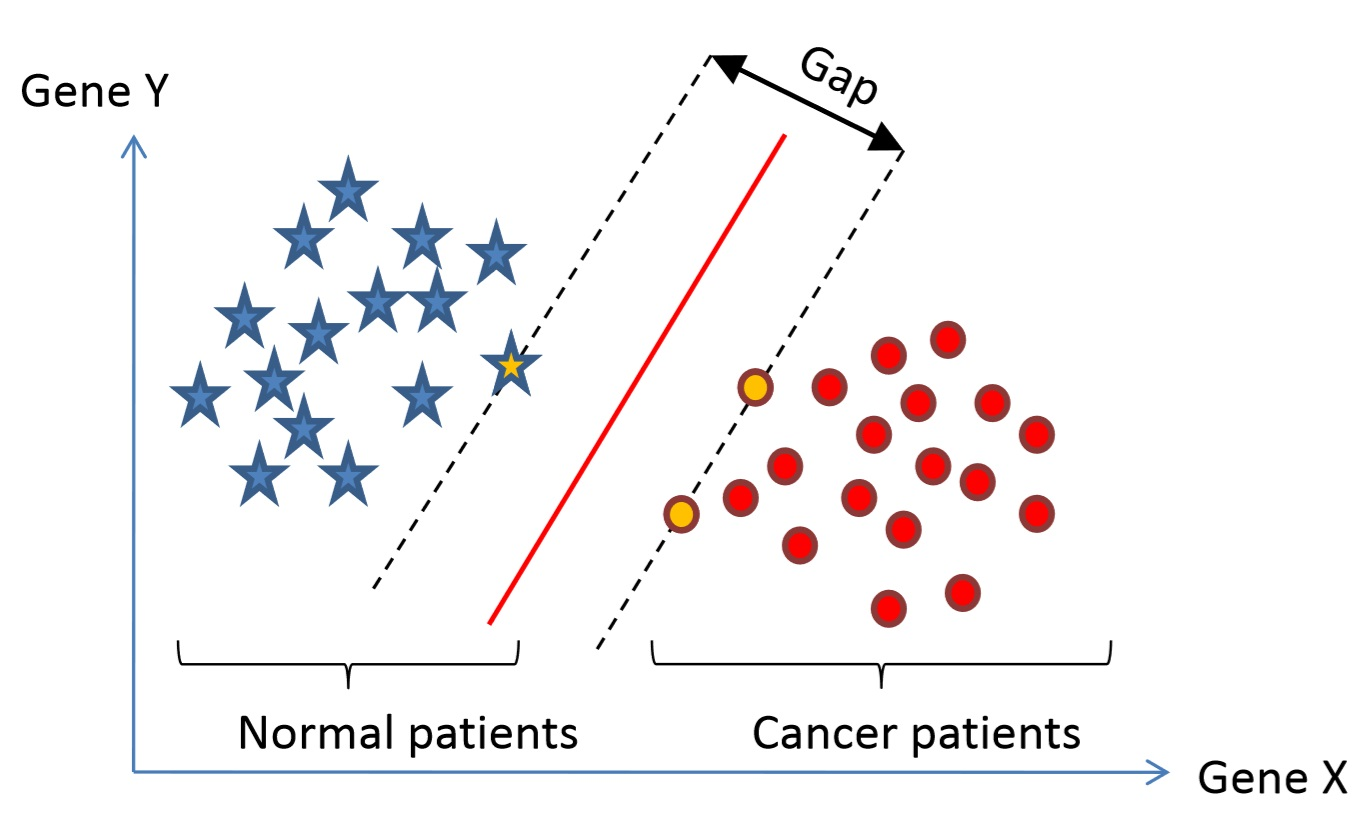 Gap
Gene Y
Normal patients
Cancer patients
Gene X